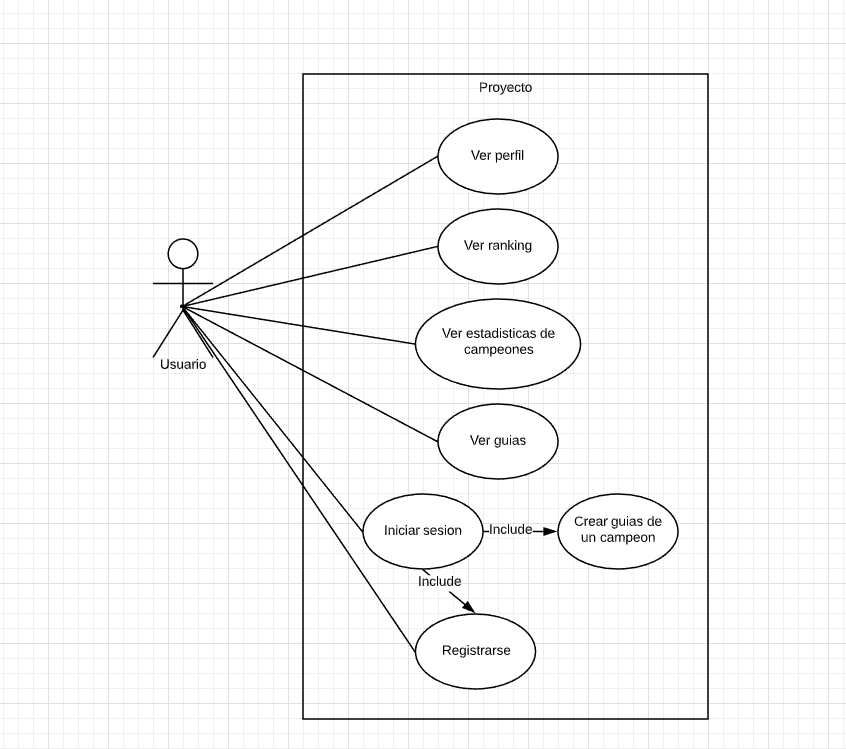 Proyecto
Ver perfil
Ver ranking
Ver estadisticas de
campeones
Usuario
Ver guias
Iniciar sesion
Include
Crear guias de
un campeon
Include
Registrarse